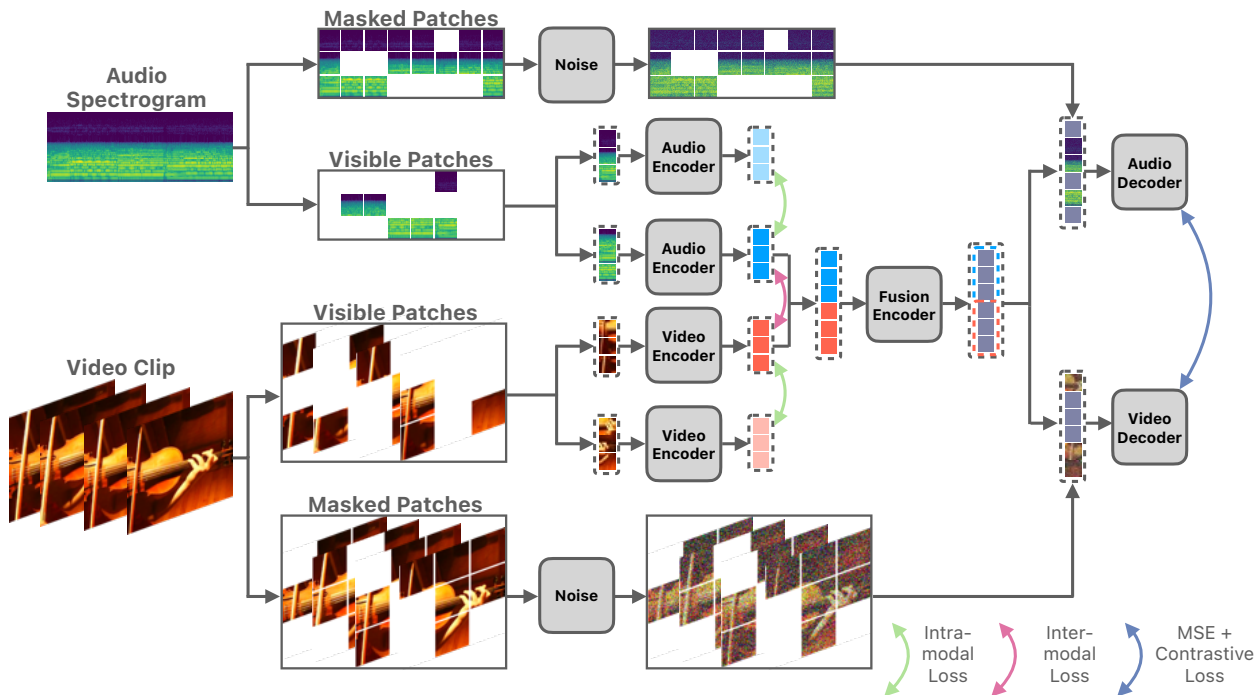 Masked Patches
Noise
Audio
Spectrogram
Visible Patches
Audio
Encoder
Audio
Encoder
Audio
Decoder
Fusion
Encoder
Visible Patches
Video
Encoder
Video Clip
Video
Encoder
Video
Decoder
Masked Patches
Noise
Intra-
modal
Loss
Inter-
modal
Loss
MSE +
Contrastive
Loss